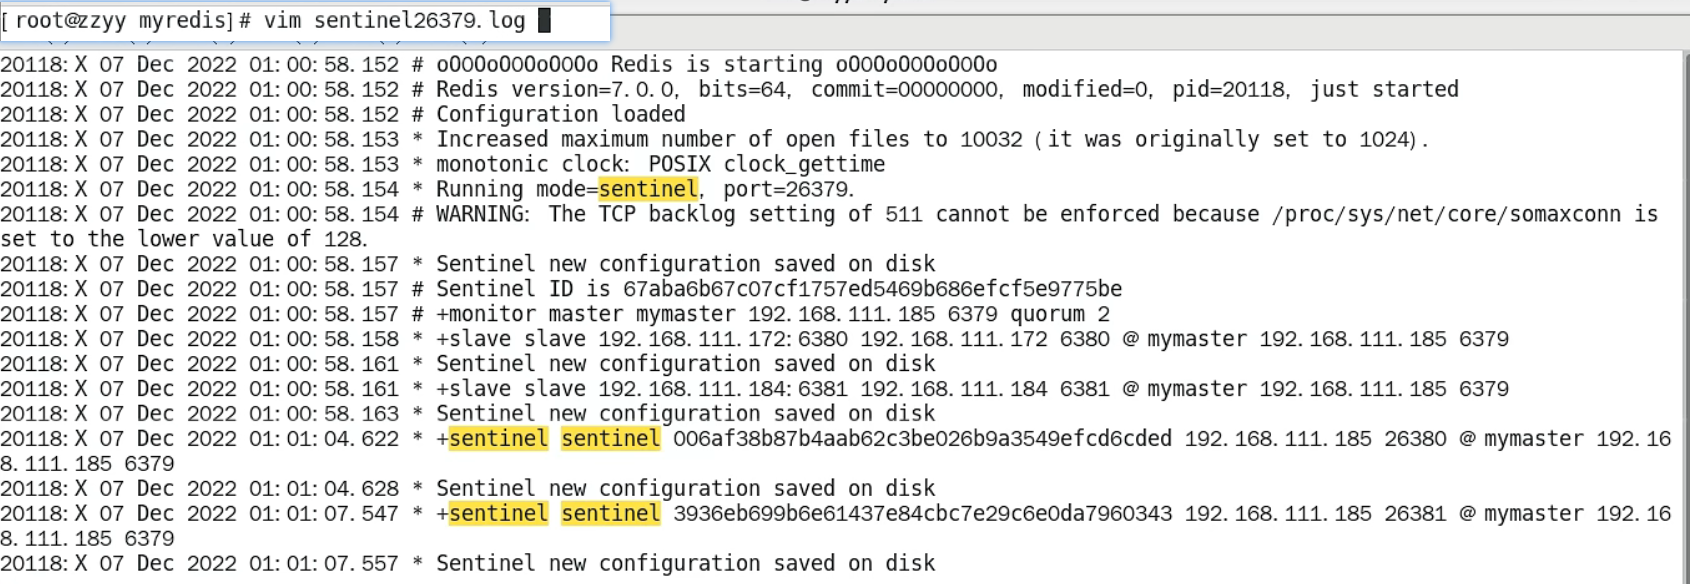 [root@zzyy myredis]# vim sentinel26379.log
20118:X 07 Dec 2022 01:00:58.152 # oO0OoO0OoO0Oo Redis is starting oO0OoO0OoO0Oo
20118:X 07 Dec 2022 01:00:58.152 # Redis version=7.0.0, bits=64, commit=00000000, modified=0, pid=20118, just started
20118:X 07 Dec 2022 01:00:58.152 # Configuration loaded
20118:X 07 Dec 2022 01:00:58.153 * Increased maximum number of open files to 10032 (it was originally set to 1024).
20118:X 07 Dec 2022 01:00:58.153 * monotonic clock: POSIX clock_gettime
20118:X 07 Dec 2022 01:00:58.154 * Running mode=sentinel, port=26379.
20118:X 07 Dec 2022 01:00:58.154 # WARNING: The TCP backlog setting of 511 cannot be enforced because /proc/sys/net/core/somaxconn is
set to the lower value of 128.
20118:X 07 Dec 2022 01:00:58.157 * Sentinel new configuration saved on disk
20118:X 07 Dec 2022 01:00:58.157 # Sentinel ID is 67aba6b67c07cf1757ed5469b686efcf5e9775be
20118:X 07 Dec 2022 01:00:58.157 # +monitor master mymaster 192.168.111.185 6379 quorum 2
20118:X 07 Dec 2022 01:00:58.158 * +slave slave 192.168.111.172:6380 192.168.111.172 6380 @ mymaster 192.168.111.185 6379
20118:X 07 Dec 2022 01:00:58.161 * Sentinel new configuration saved on disk
20118:X 07 Dec 2022 01:00:58.161 * +slave slave 192.168.111.184:6381 192.168.111.184 6381 @ mymaster 192.168.111.185 6379
20118:X 07 Dec 2022 01:00:58.163 * Sentinel new configuration saved on disk
20118:X 07 Dec 2022 01:01:04.622 * +sentinel sentinel 006af38b87b4aab62c3be026b9a3549efcd6cded 192.168.111.185 26380 @ mymaster 192.16
8.111.185 6379
20118:X 07 Dec 2022 01:01:04.628 * Sentinel new configuration saved on disk
20118:X 07 Dec 2022 01:01:07.547 * +sentinel sentinel 3936eb699b6e61437e84cbc7e29c6e0da7960343 192.168.111.185 26381 @ mymaster 192.16
8.111.185 6379
20118:X 07 Dec 2022 01:01:07.557 * Sentinel new configuration saved on disk